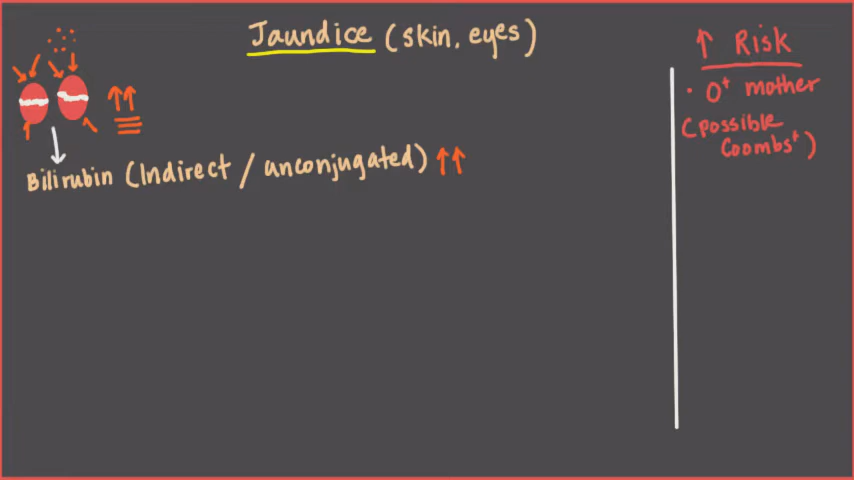 Jaundice (skin, eyes)
↑ Risk
• O+ mother
(possible
Coombs+)
↑↑
Bilirubin (Indirect / unconjugated) ↑↑